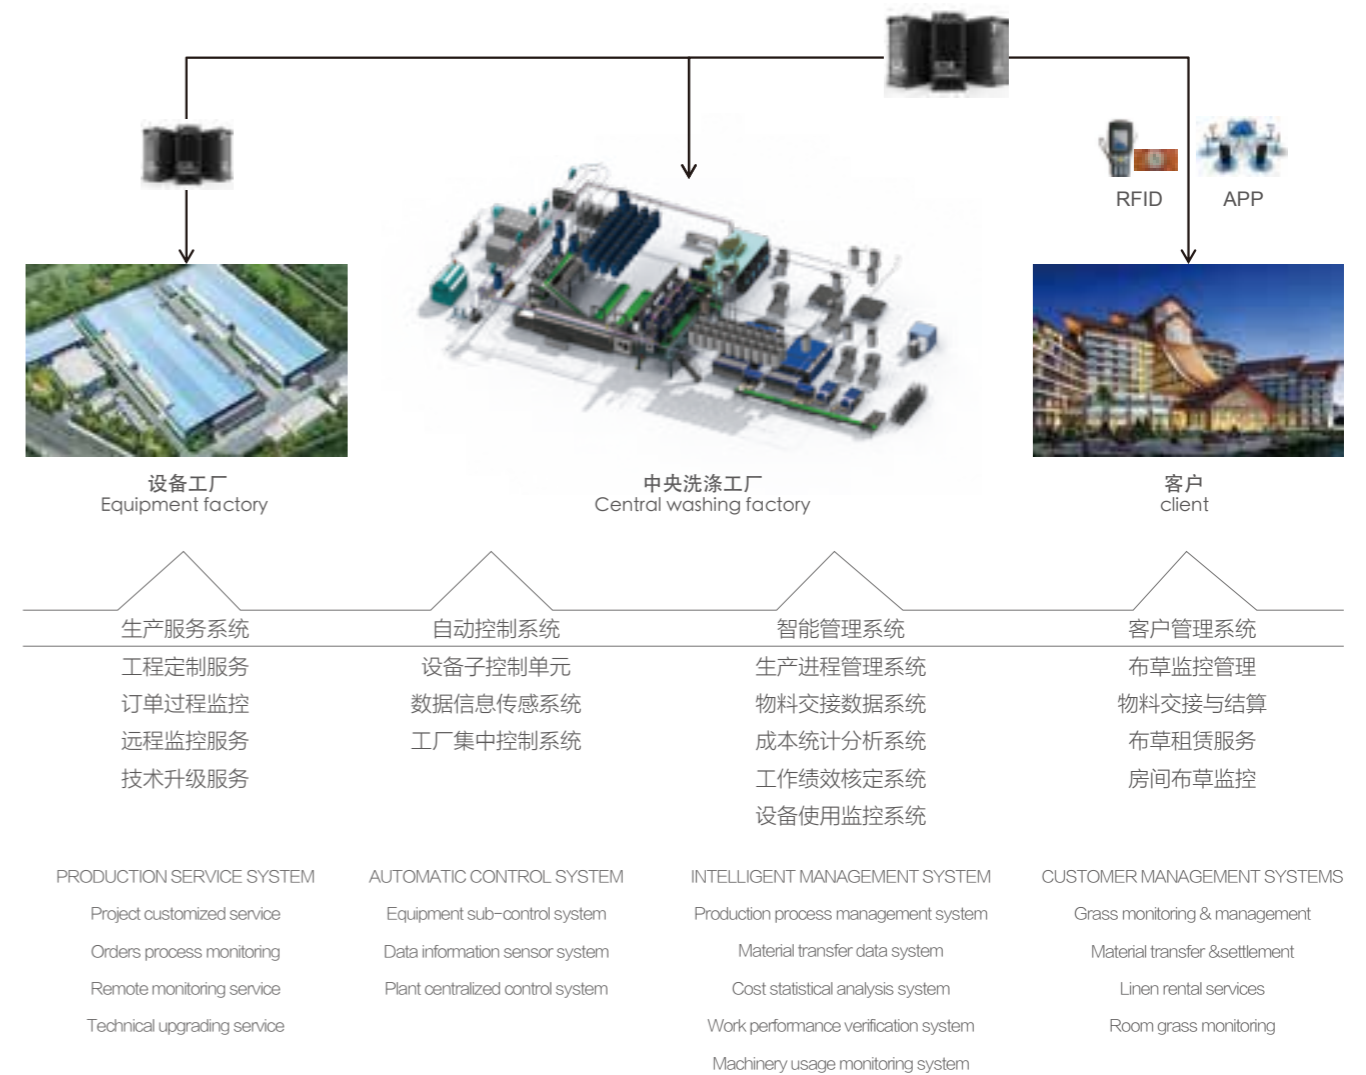 RFID
APP
设备工厂
Equipment factory
中央洗涤工厂
Central washing factory
客户
client
生产服务系统
工程定制服务
订单过程监控
远程监控服务
技术升级服务
自动控制系统
设备子控制单元
数据信息传感系统
工厂集中控制系统
智能管理系统
生产进程管理系统
物料交接数据系统
成本统计分析系统
工作绩效核定系统
设备使用监控系统
客户管理系统
布草监控管理
物料交接与结算
布草租赁服务
房间布草监控
PRODUCTION SERVICE SYSTEM
Project customized service
Orders process monitoring
Remote monitoring service
Technical upgrading service
AUTOMATIC CONTROL SYSTEM
Equipment sub-control system
Data information sensor system
Plant centralized control system
INTELLIGENT MANAGEMENT SYSTEM
Production process management system
Material transfer data system
Cost statistical analysis system
Work performance verification system
Machinery usage monitoring system
CUSTOMER MANAGEMENT SYSTEMS
Grass monitoring & management
Material transfer &settlement
Linen rental services
Room grass monitoring